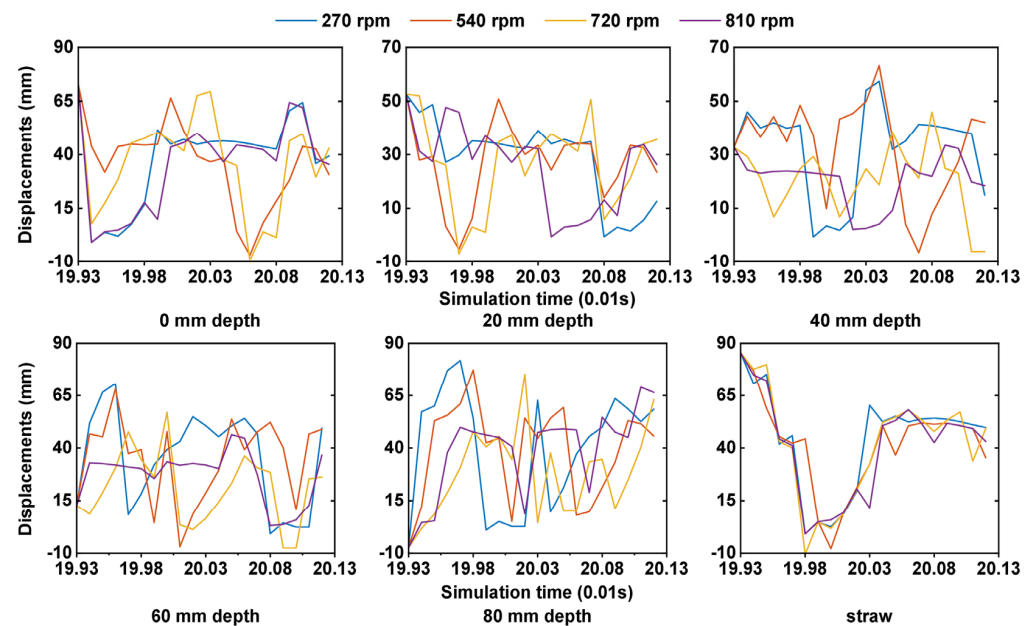 270 rpm 540 rpm 720 rpm 810 rpm
Displacements (mm)
90
65
40
15
-10
19.93 19.98 20.03 20.08 20.13
0 mm depth
70
50
30
10
-10
19.93 19.98 20.03 20.08 20.13
Simulation time (0.01s)
20 mm depth
70
50
30
10
-10
19.93 19.98 20.03 20.08 20.13
40 mm depth
Displacements (mm)
90
65
40
15
-10
19.93 19.98 20.03 20.08 20.13
60 mm depth
90
65
40
15
-10
19.93 19.98 20.03 20.08 20.13
Simulation time (0.01s)
80 mm depth
90
65
40
15
-10
19.93 19.98 20.03 20.08 20.13
straw